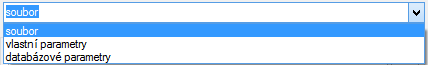 soubor
soubor
vlastní parametry
databázové parametry